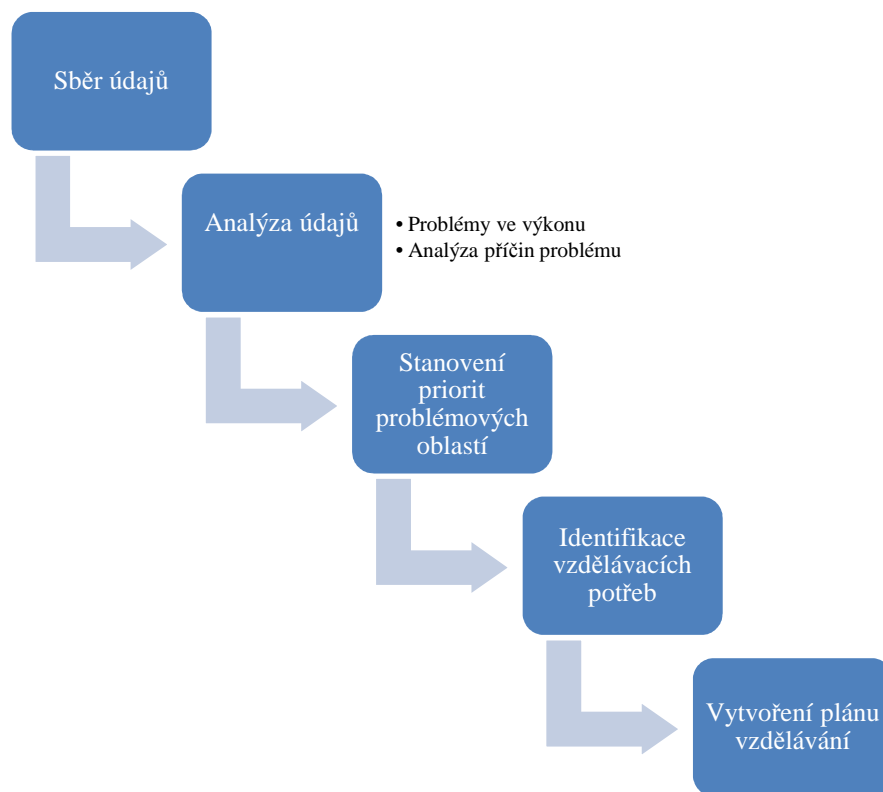 Sběr údajů
Analýza údajů
• Problémy ve výkonu
• Analýza příčin problému
Stanovení
priorit
problémových
oblastí
Identifikace
vzdělávacích
potřeb
Vytvoření plánu
vzdělávání